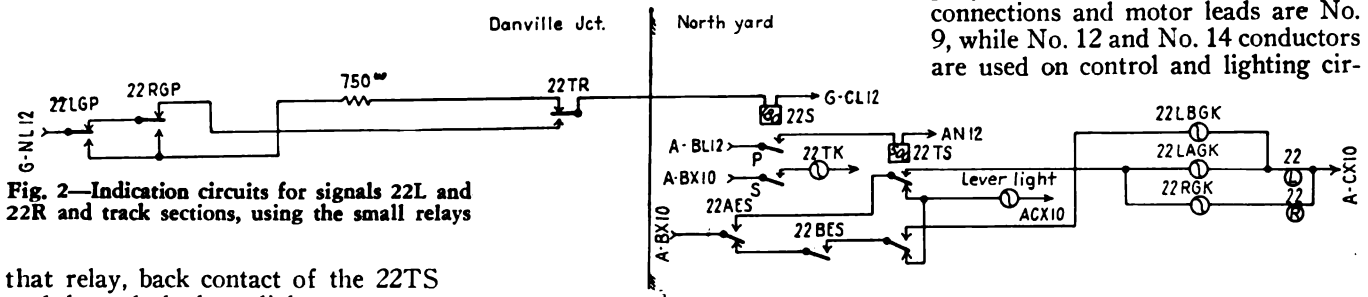 Danville Jct.
North yard
connections and motor leads are No.
9, while No. 12 and No. 14 conductors
are used on control and lighting cir-
G-NL12
22LGP
22RGP
750ω
22TR
G-CL12
22S
A-BL12
P
AN12
22TS
22TK
A-BX10
S
22AES
A-BX10
22BES
Lever light
ACX10
22LBGK
22LAGK
22RGK
22
L
22
R
A-CX10
Fig. 2—Indication circuits for signals 22L and
22R and track sections, using the small relays
that relay, back contact of the 22TS